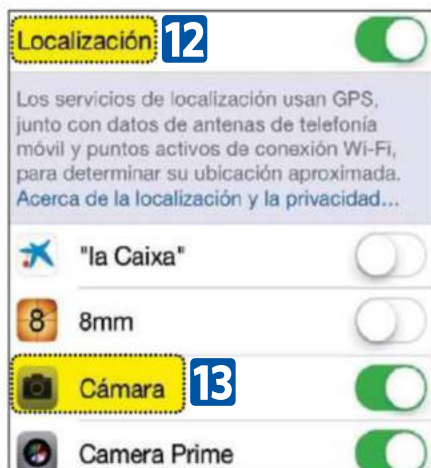 Localización 12
Los servicios de localización usan GPS,
junto con datos de antenas de telefonía
móvil y puntos activos de conexión Wi-Fi,
para determinar su ubicación aproximada.
Acerca de la localización y la privacidad...
"la Caixa"
8 8mm
Cámara 13
Camera Prime